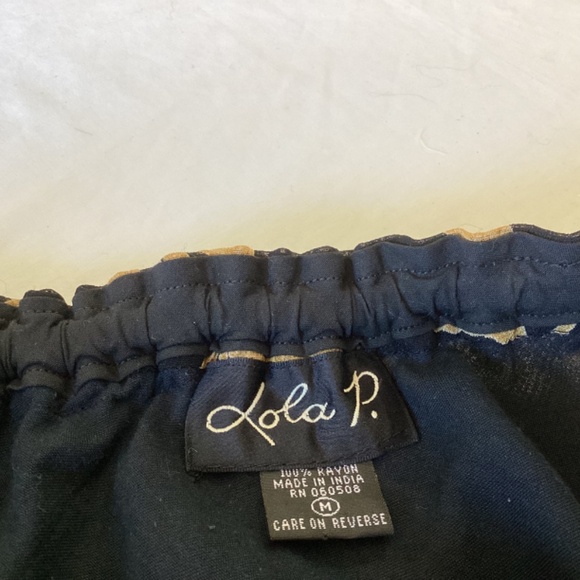 Lola P.
100% RAYON
MADE IN INDIA
RN 060508
M
CARE ON REVERSE